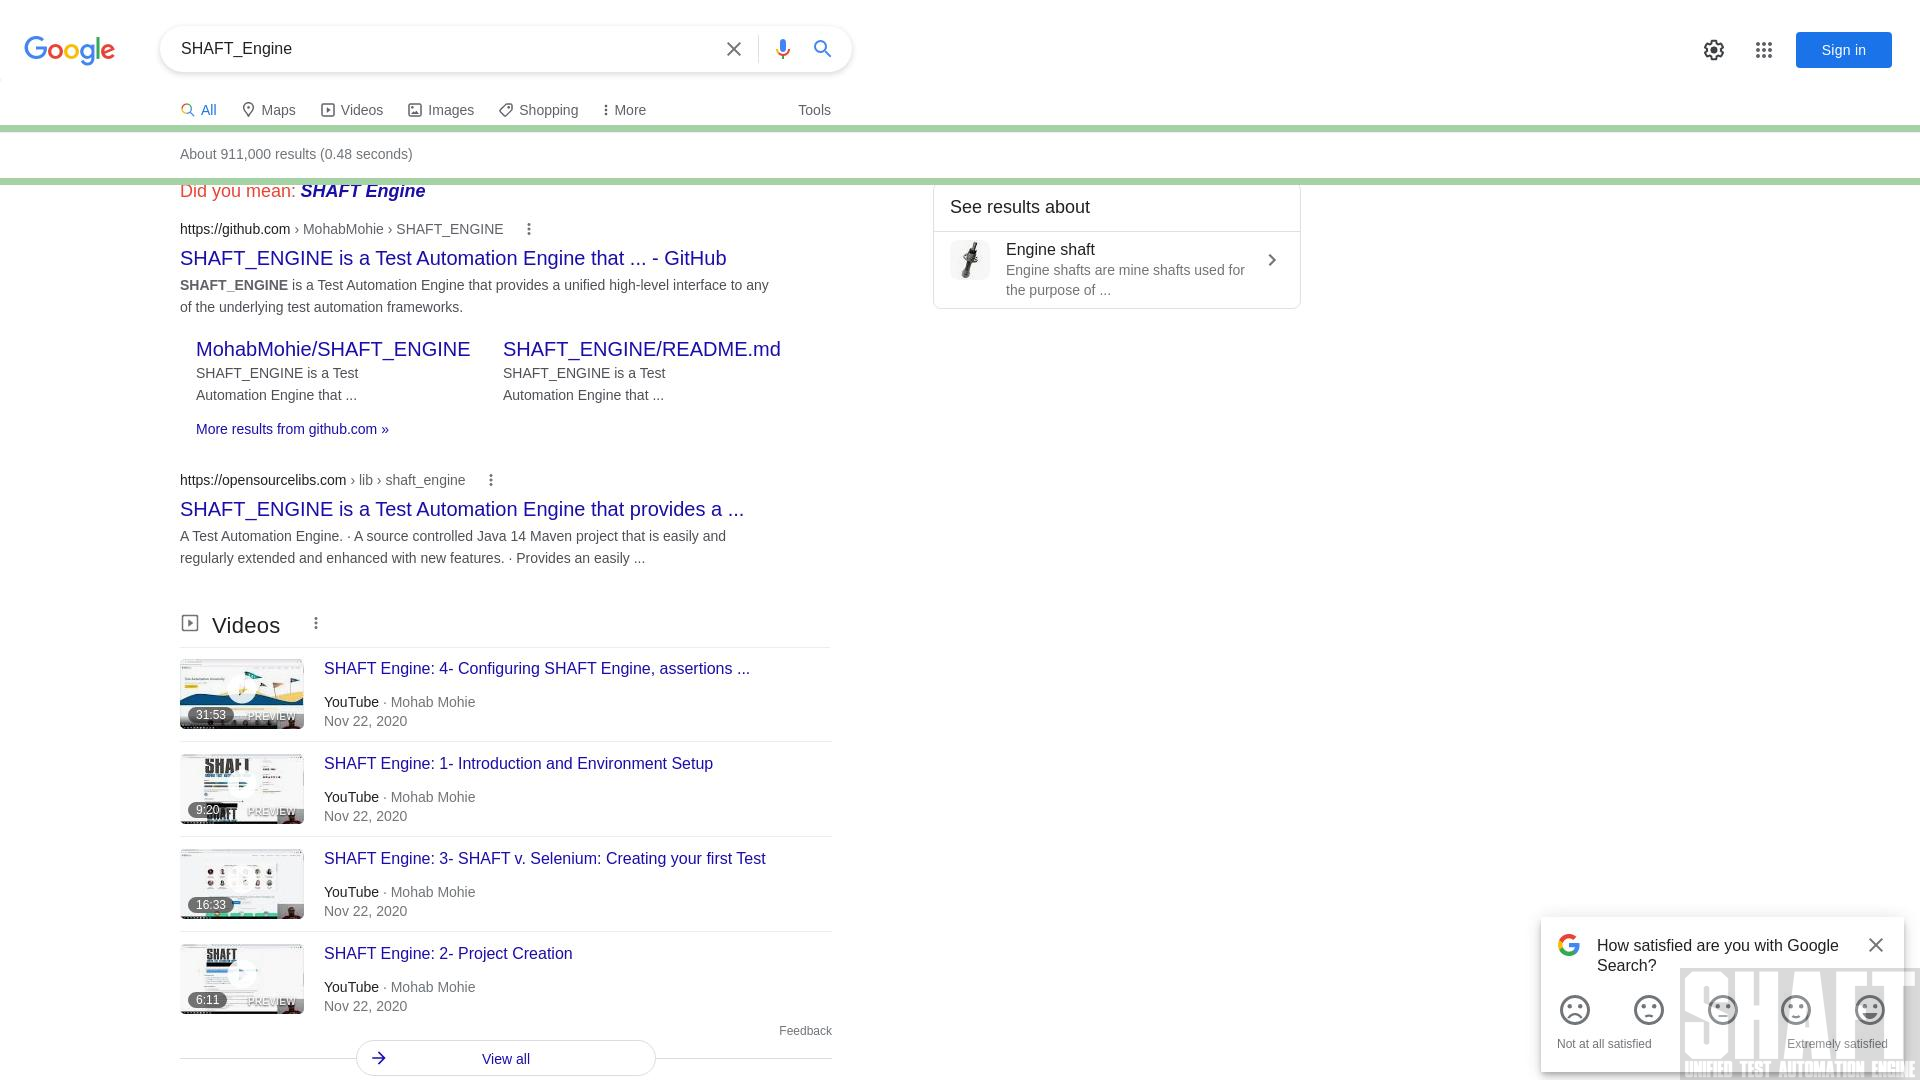 Google
SHAFT_Engine
Sign in
All
Maps
Videos
Images
Shopping
More
Tools
About 911,000 results (0.48 seconds)
Did you mean: SHAFT Engine
https://github.com › MohabMohie › SHAFT_ENGINE
SHAFT_ENGINE is a Test Automation Engine that ... - GitHub
SHAFT_ENGINE is a Test Automation Engine that provides a unified high-level interface to any
of the underlying test automation frameworks.
MohabMohie/SHAFT_ENGINE
SHAFT_ENGINE is a Test
Automation Engine that ...
SHAFT_ENGINE/README.md
SHAFT_ENGINE is a Test
Automation Engine that ...
More results from github.com »
https://opensourcelibs.com › lib › shaft_engine
SHAFT_ENGINE is a Test Automation Engine that provides a ...
A Test Automation Engine. · A source controlled Java 14 Maven project that is easily and
regularly extended and enhanced with new features. · Provides an easily ...
Videos
31:53
PREVIEW
SHAFT Engine: 4- Configuring SHAFT Engine, assertions ...
YouTube · Mohab Mohie
Nov 22, 2020
SHAFT
9:20
PREVIEW
SHAFT Engine: 1- Introduction and Environment Setup
YouTube · Mohab Mohie
Nov 22, 2020
16:33
SHAFT Engine: 3- SHAFT v. Selenium: Creating your first Test
YouTube · Mohab Mohie
Nov 22, 2020
SHAFT
6:11
PREVIEW
SHAFT Engine: 2- Project Creation
YouTube · Mohab Mohie
Nov 22, 2020
Feedback
View all
See results about
Engine shaft
Engine shafts are mine shafts used for
the purpose of ...
How satisfied are you with Google
Search?
Not at all satisfied
Extremely satisfied
SHAFT
UNIFIED TEST AUTOMATION ENGINE